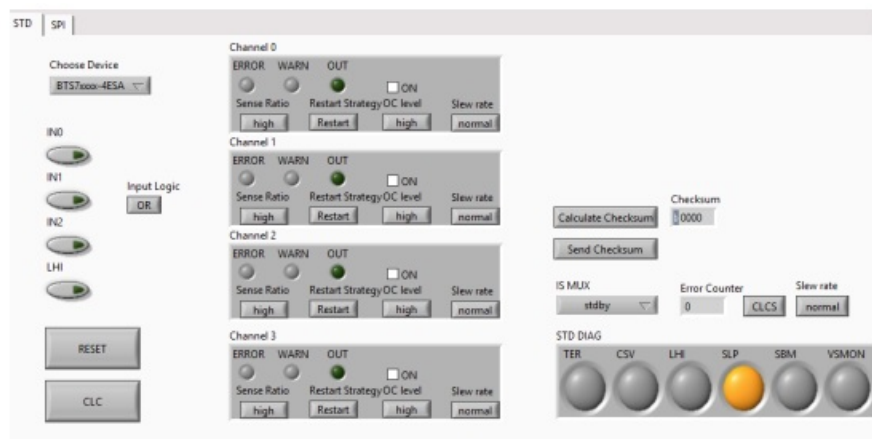 STD SPI
Choose Device
BTS7xxxx-4ESA
IN0
IN1
Input Logic
OR
IN2
LHI
RESET
CLC
Channel 0
ERROR WARN OUT
ON
Sense Ratio Restart Strategy OC level Slew rate
high Restart high normal
Channel 1
ERROR WARN OUT
ON
Sense Ratio Restart Strategy OC level Slew rate
high Restart high normal
Channel 2
ERROR WARN OUT
ON
Sense Ratio Restart Strategy OC level Slew rate
high Restart high normal
Channel 3
ERROR WARN OUT
ON
Sense Ratio Restart Strategy OC level Slew rate
high Restart high normal
Checksum
Calculate Checksum 0000
Send Checksum
IS MUX Error Counter Slew rate
stdby 0 CLCS normal
STD DIAG
TER CSV LHI SLP SBM VSMON